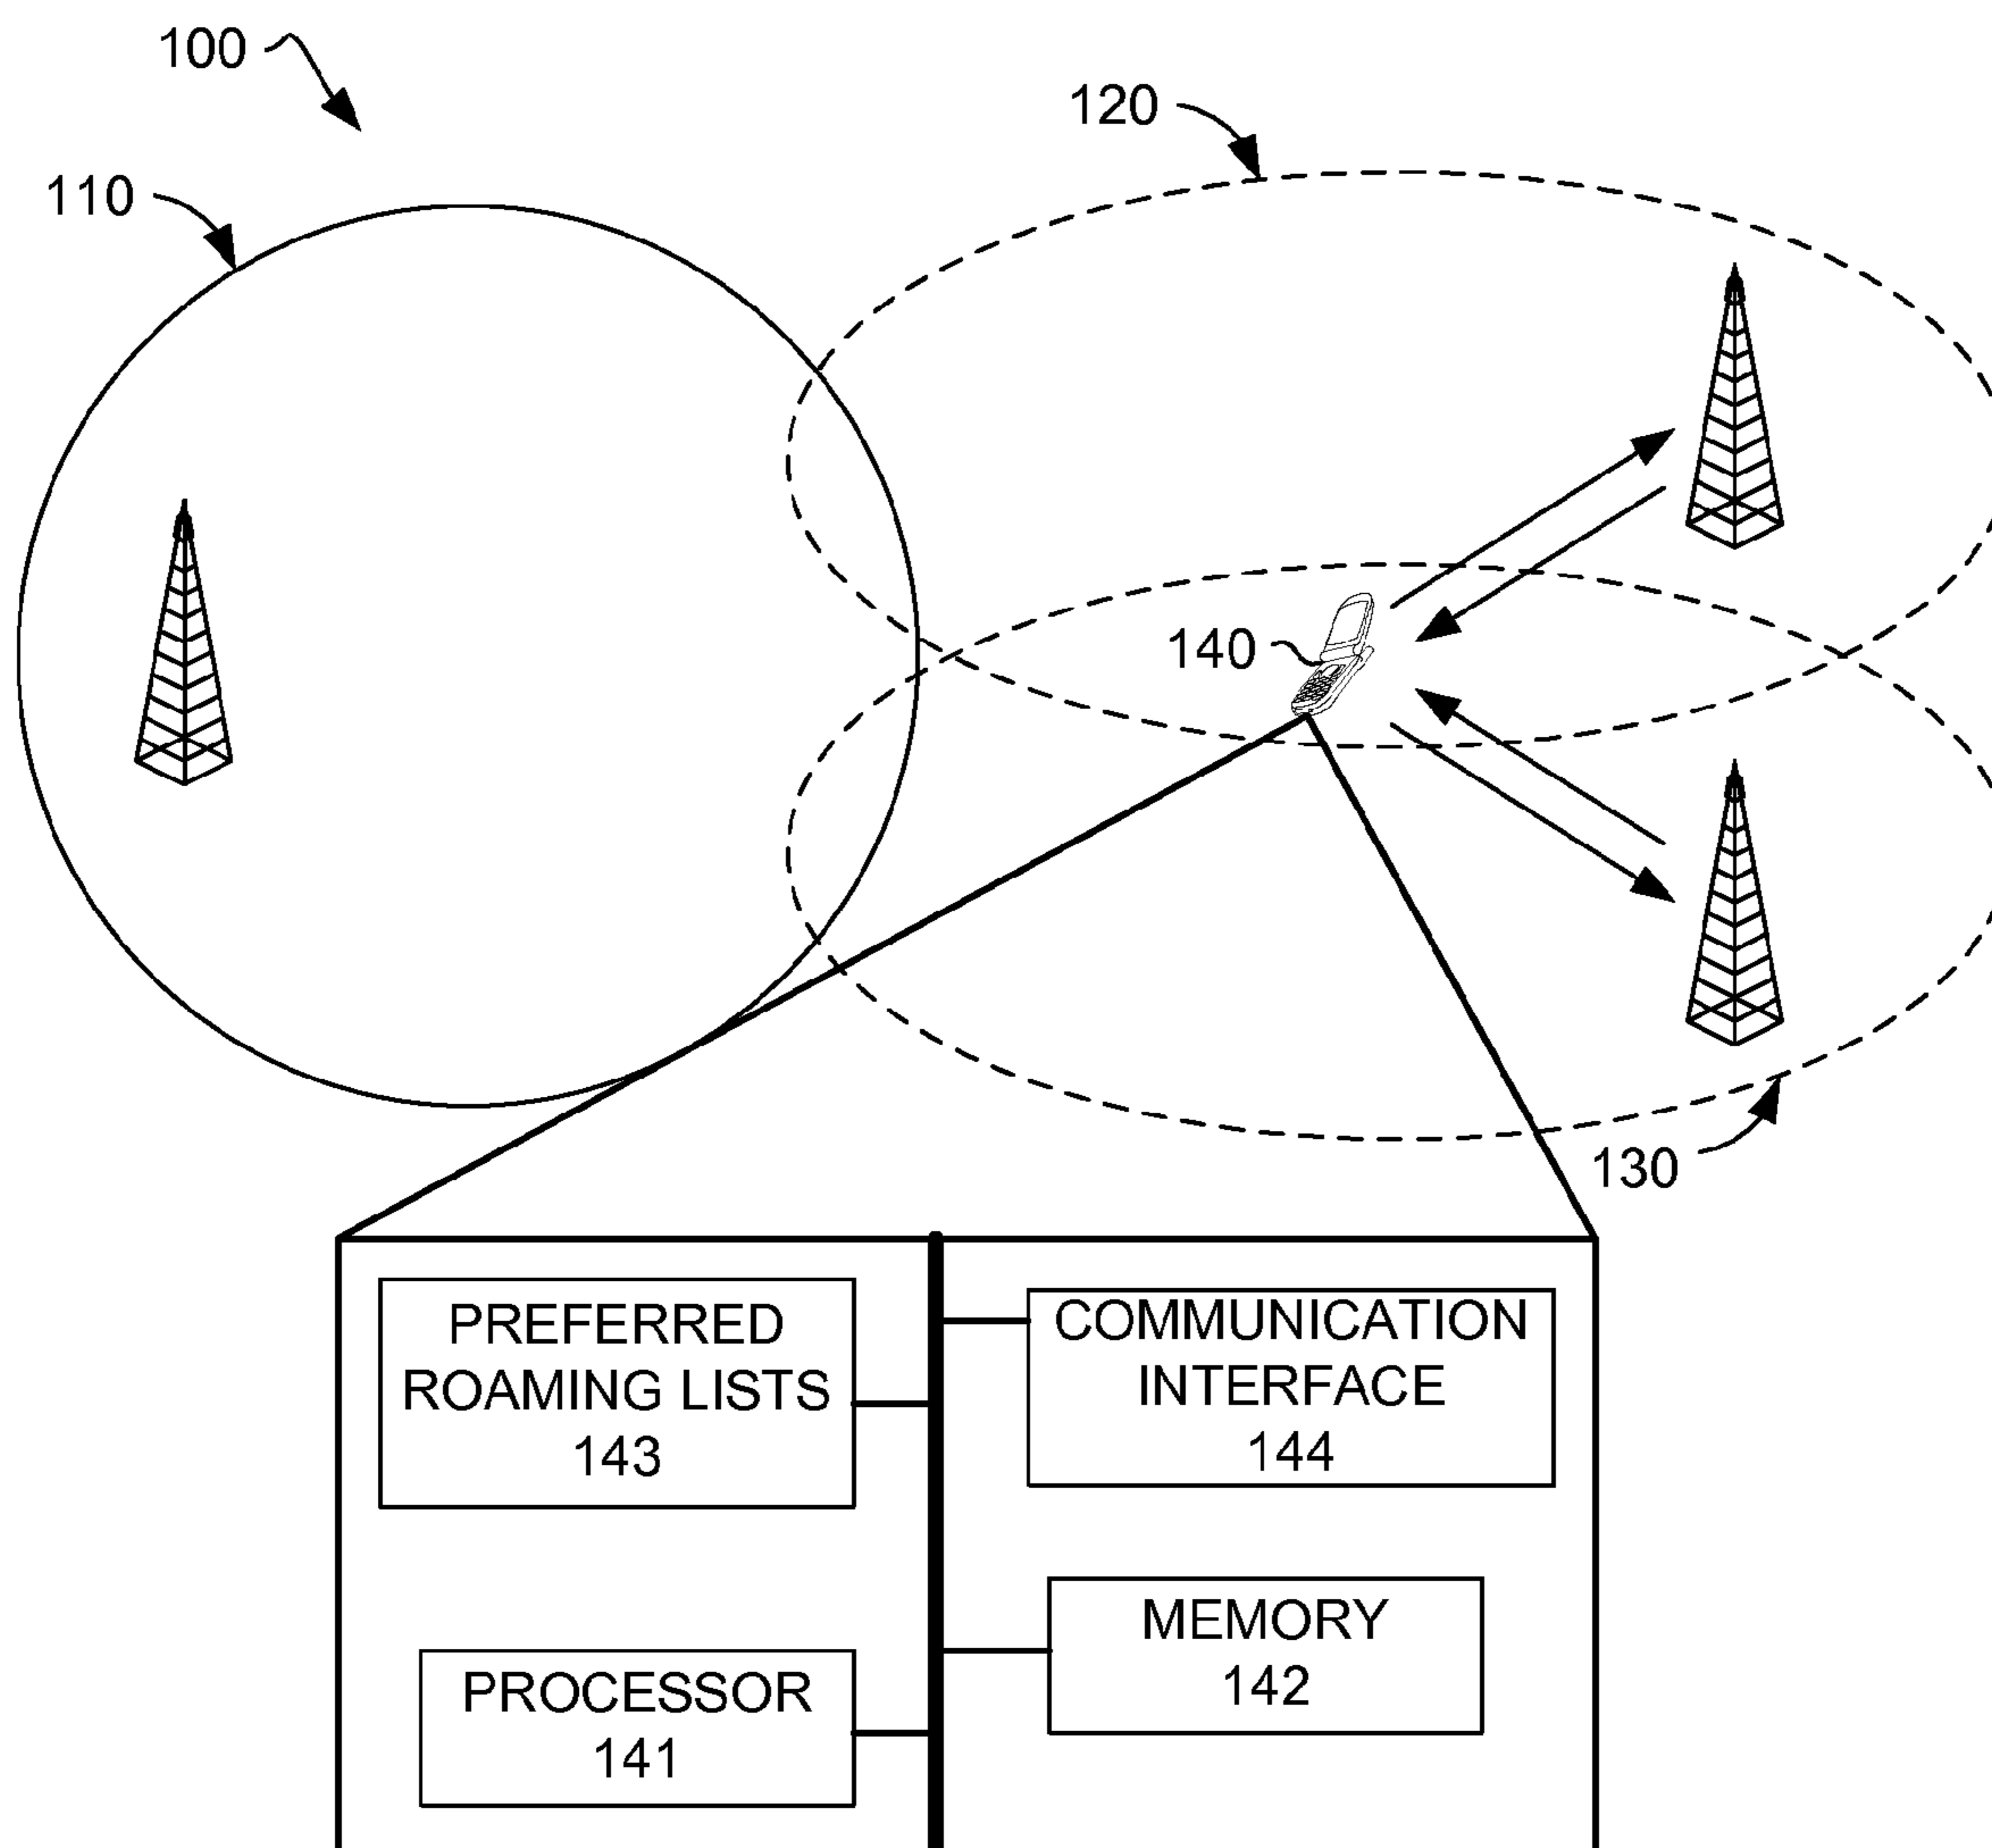 100
120
110
140
130
PREFERRED
ROAMING LISTS
143
COMMUNICATION
INTERFACE
144
PROCESSOR
141
MEMORY
142